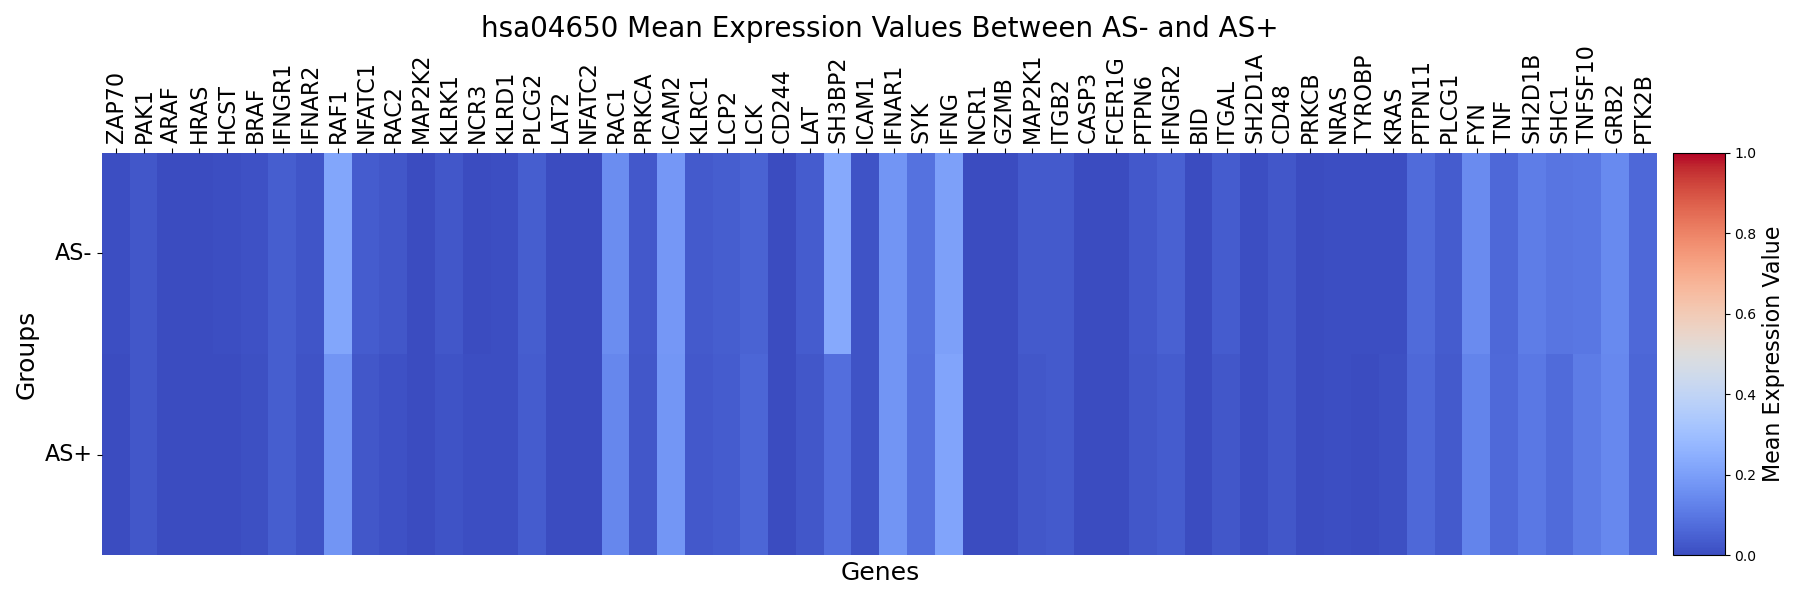 hsa04650 Mean Expression Values Between AS- and AS+
ZAP70
PAK1
ARAF
HRAS
HCST
BRAF
IFNGR1
IFNAR2
RAF1
NFATC1
RAC2
MAP2K2
KLRK1
NCR3
KLRD1
PLCG2
LAT2
NFATC2
RAC1
PRKCA
ICAM2
KLRC1
LCP2
LCK
CD244
LAT
SH3BP2
ICAM1
IFNAR1
SYK
IFNG
NCR1
GZMB
MAP2K1
ITGB2
CASP3
FCER1G
PTPN6
IFNGR2
BID
ITGAL
SH2D1A
CD48
PRKCB
NRAS
TYROBP
KRAS
PTPN11
PLCG1
FYN
TNF
SH2D1B
SHC1
TNFSF10
GRB2
PTK2B
Groups
AS-
AS+
Genes
1.0
0.8
0.6
0.4
0.2
0.0
Mean Expression Value